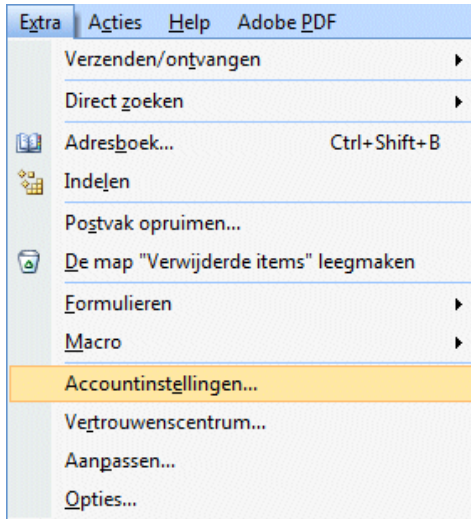 Extra Acties Help Adobe PDF
Verzenden/ontvangen
Direct zoeken
Adresboek... Ctrl+Shift+B
Indelen
Postvak opruimen...
De map "Verwijderde items" leegmaken
Formulieren
Macro
Accountinstellingen...
Vertrouwenscentrum...
Aanpassen...
Opties...